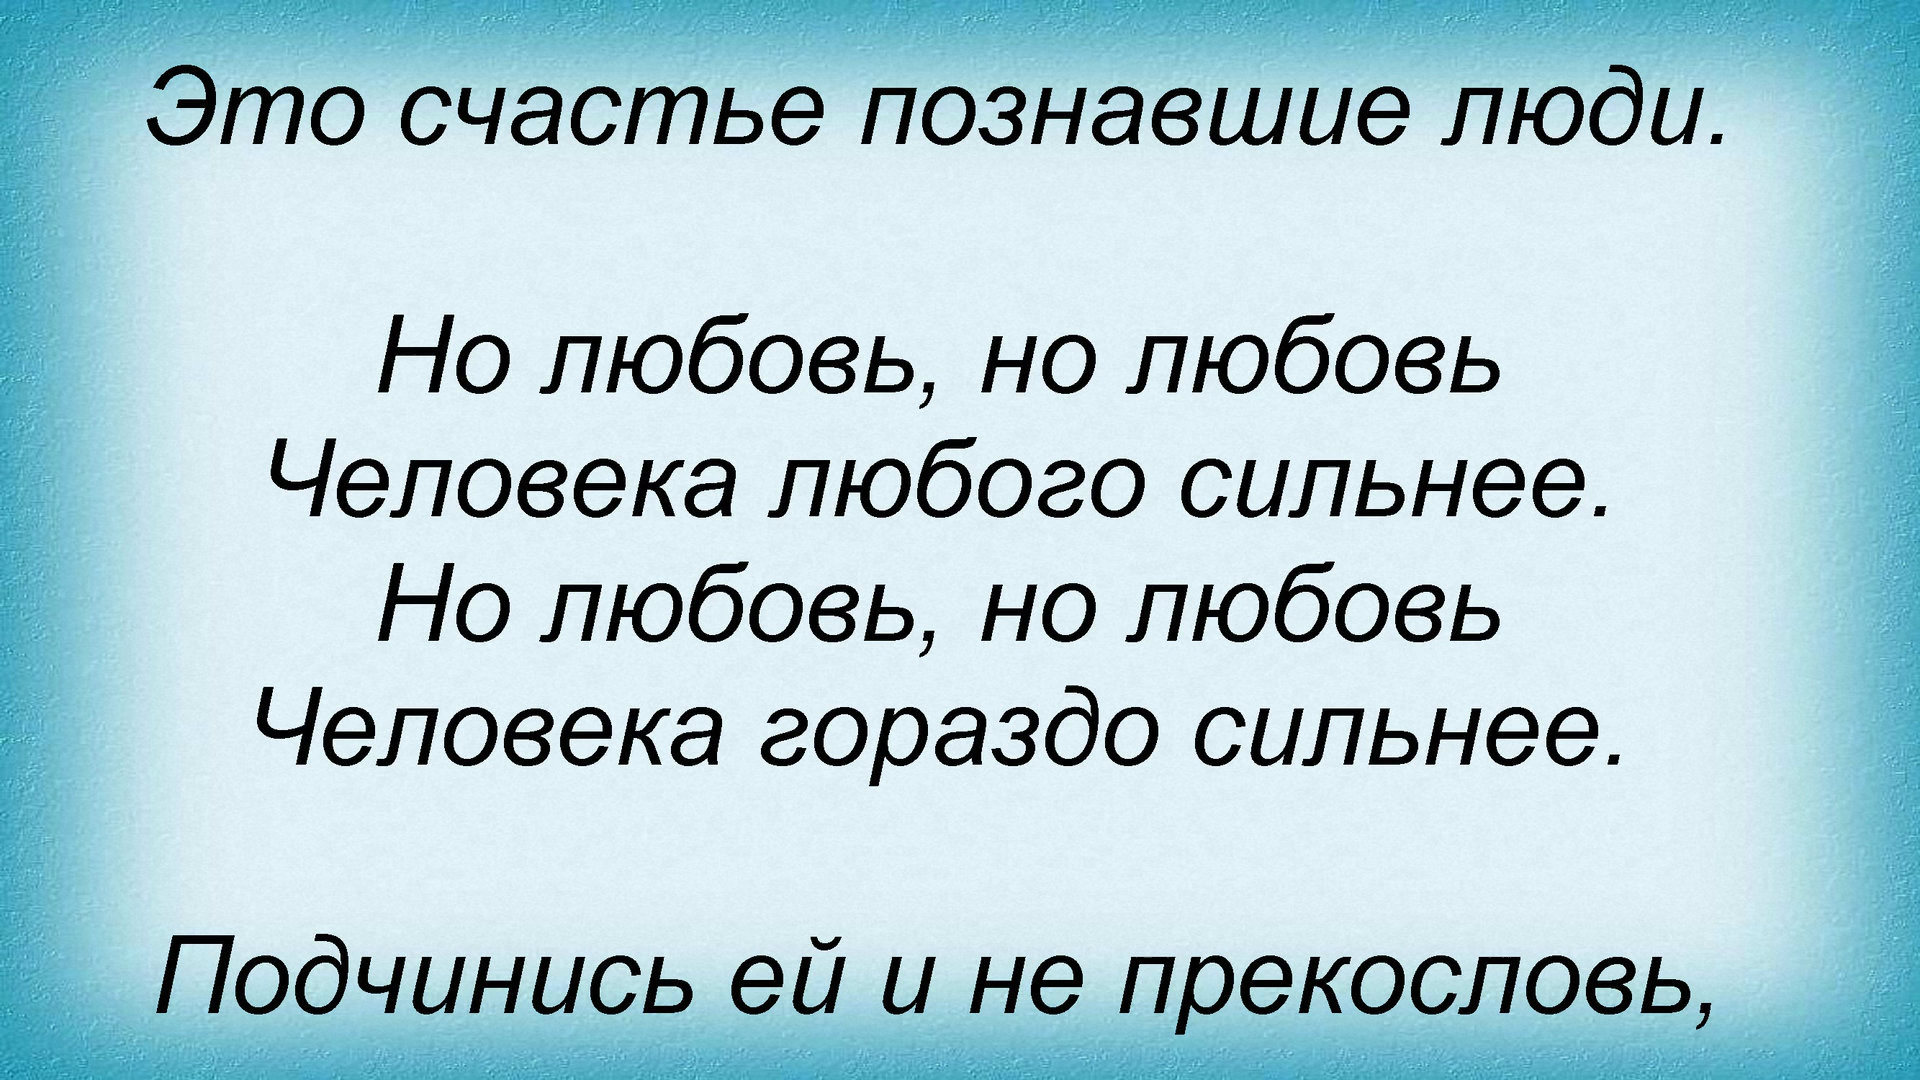 Это счастье познавшие люди.
Но любовь, но любовь
Человека любого сильнее.
Но любовь, но любовь
Человека гораздо сильнее.
Подчинись ей и не прекословь,